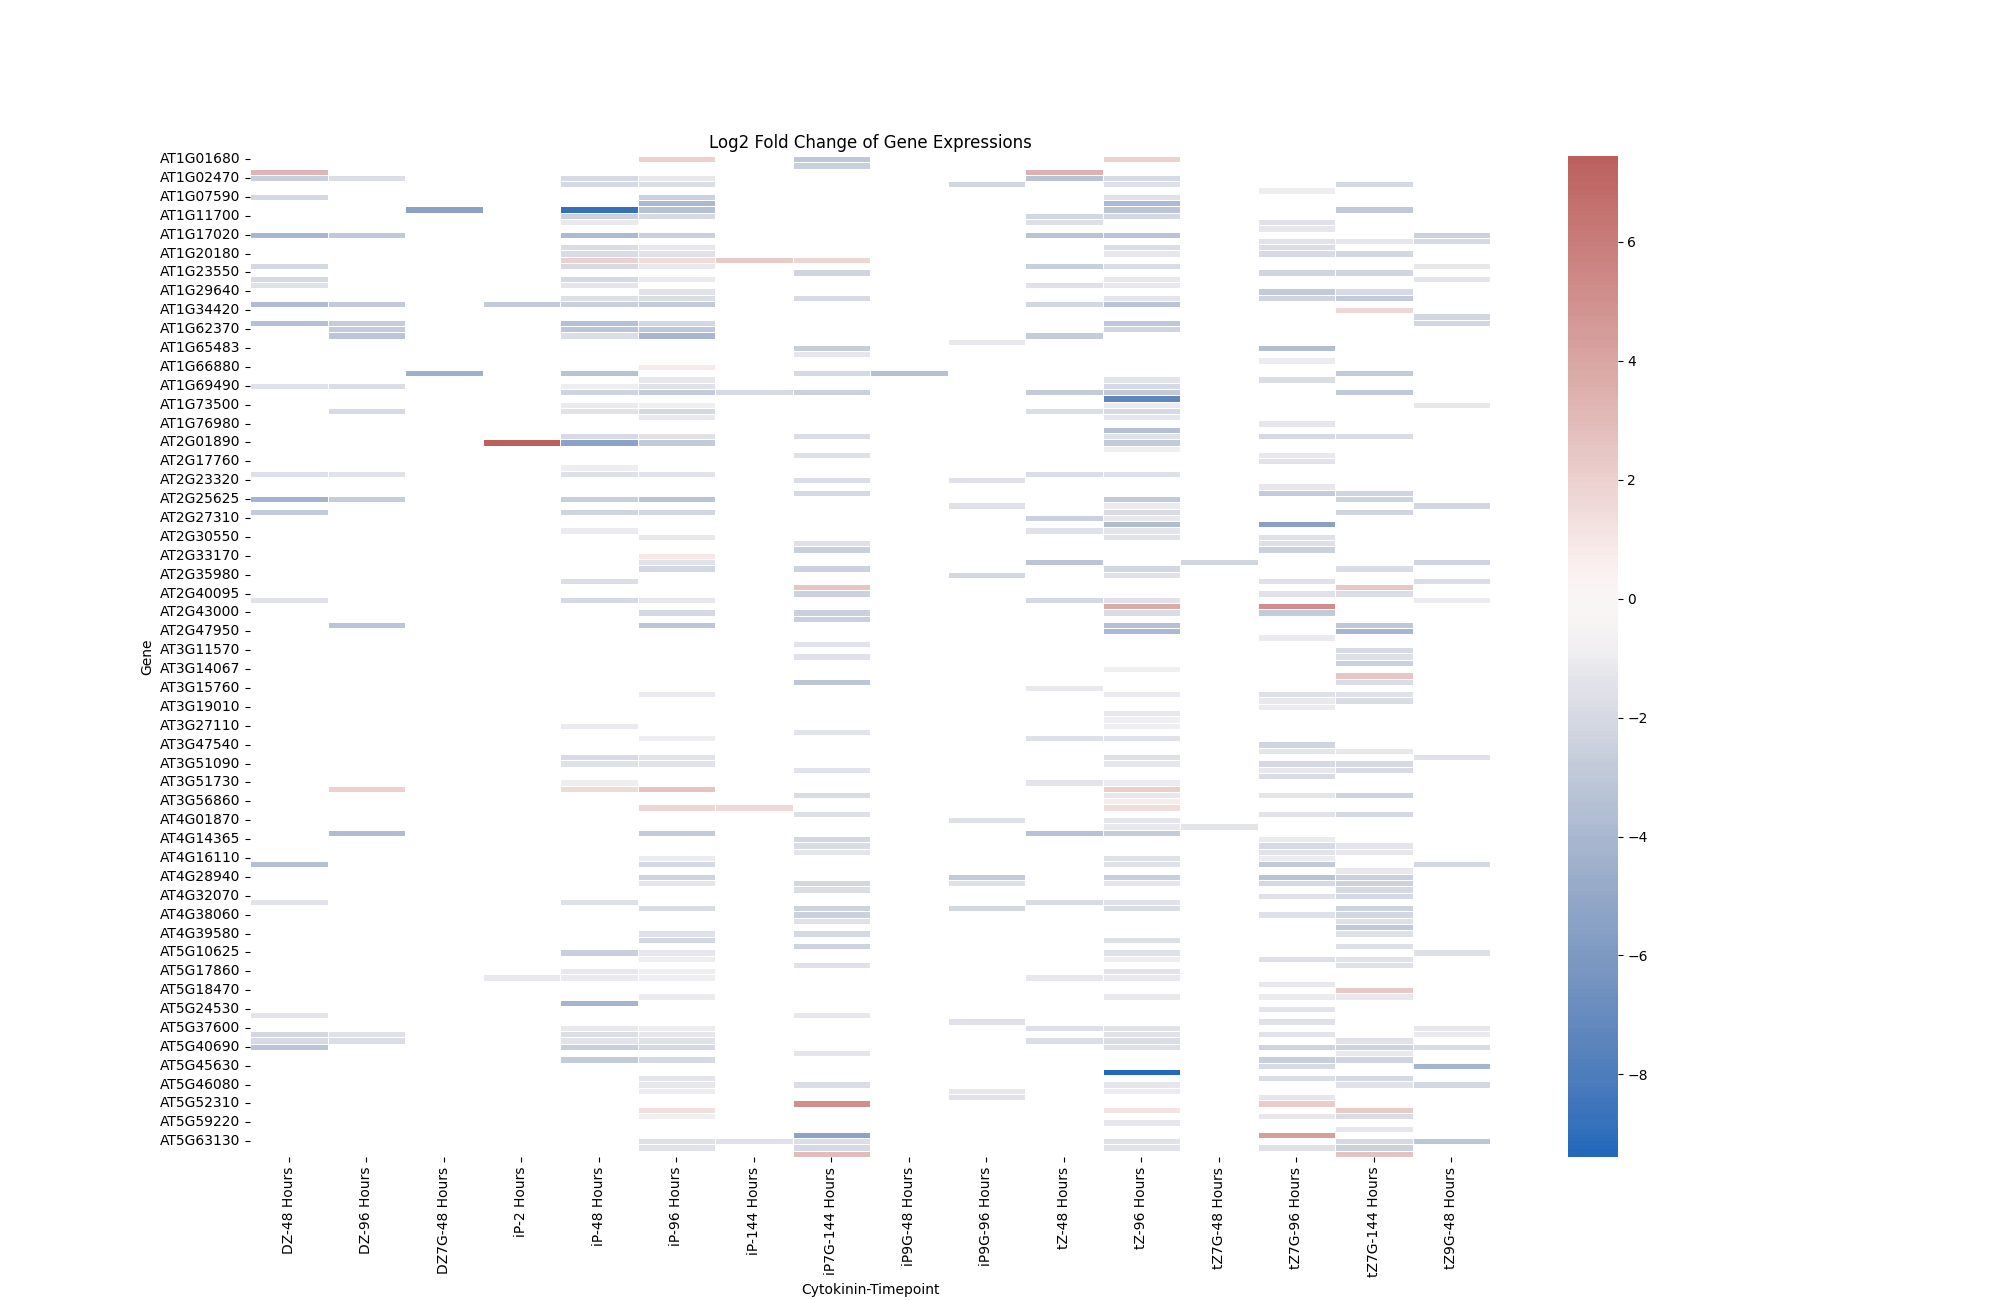 Log2 Fold Change of Gene Expressions
AT1G01680
AT1G02470
AT1G07590
AT1G11700
AT1G17020
AT1G20180
AT1G23550
AT1G29640
AT1G34420
AT1G62370
AT1G65483
AT1G66880
AT1G69490
AT1G73500
AT1G76980
AT2G01890
AT2G17760
AT2G23320
AT2G25625
AT2G27310
AT2G30550
AT2G33170
AT2G35980
AT2G40095
AT2G43000
AT2G47950
AT3G11570
AT3G14067
AT3G15760
AT3G19010
AT3G27110
AT3G47540
AT3G51090
AT3G51730
AT3G56860
AT4G01870
AT4G14365
AT4G16110
AT4G28940
AT4G32070
AT4G38060
AT4G39580
AT5G10625
AT5G17860
AT5G18470
AT5G24530
AT5G37600
AT5G40690
AT5G45630
AT5G46080
AT5G52310
AT5G59220
AT5G63130
Gene
DZ-48 Hours
DZ-96 Hours
DZ7G-48 Hours
iP-2 Hours
iP-48 Hours
iP-96 Hours
iP-144 Hours
iP7G-144 Hours
iP9G-48 Hours
iP9G-96 Hours
tZ-48 Hours
tZ-96 Hours
tZ7G-48 Hours
tZ7G-96 Hours
tZ7G-144 Hours
tZ9G-48 Hours
Cytokinin-Timepoint
6
4
2
0
−2
−4
−6
−8